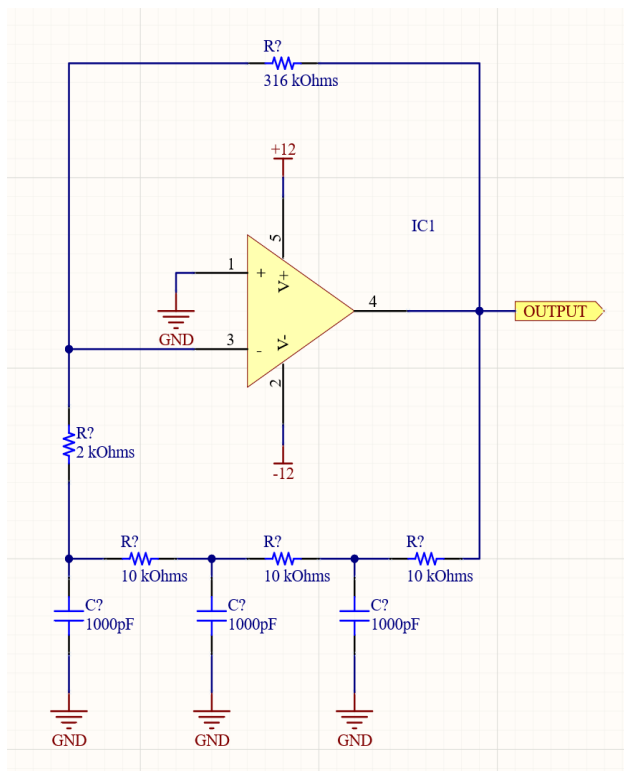 R?
316 kOhms
+12
IC1
5
1
+
V+
4
OUTPUT
GND
3
-
V-
2
R?
2 kOhms
-12
R?
R?
R?
10 kOhms
10 kOhms
10 kOhms
C?
C?
C?
1000pF
1000pF
1000pF
GND
GND
GND